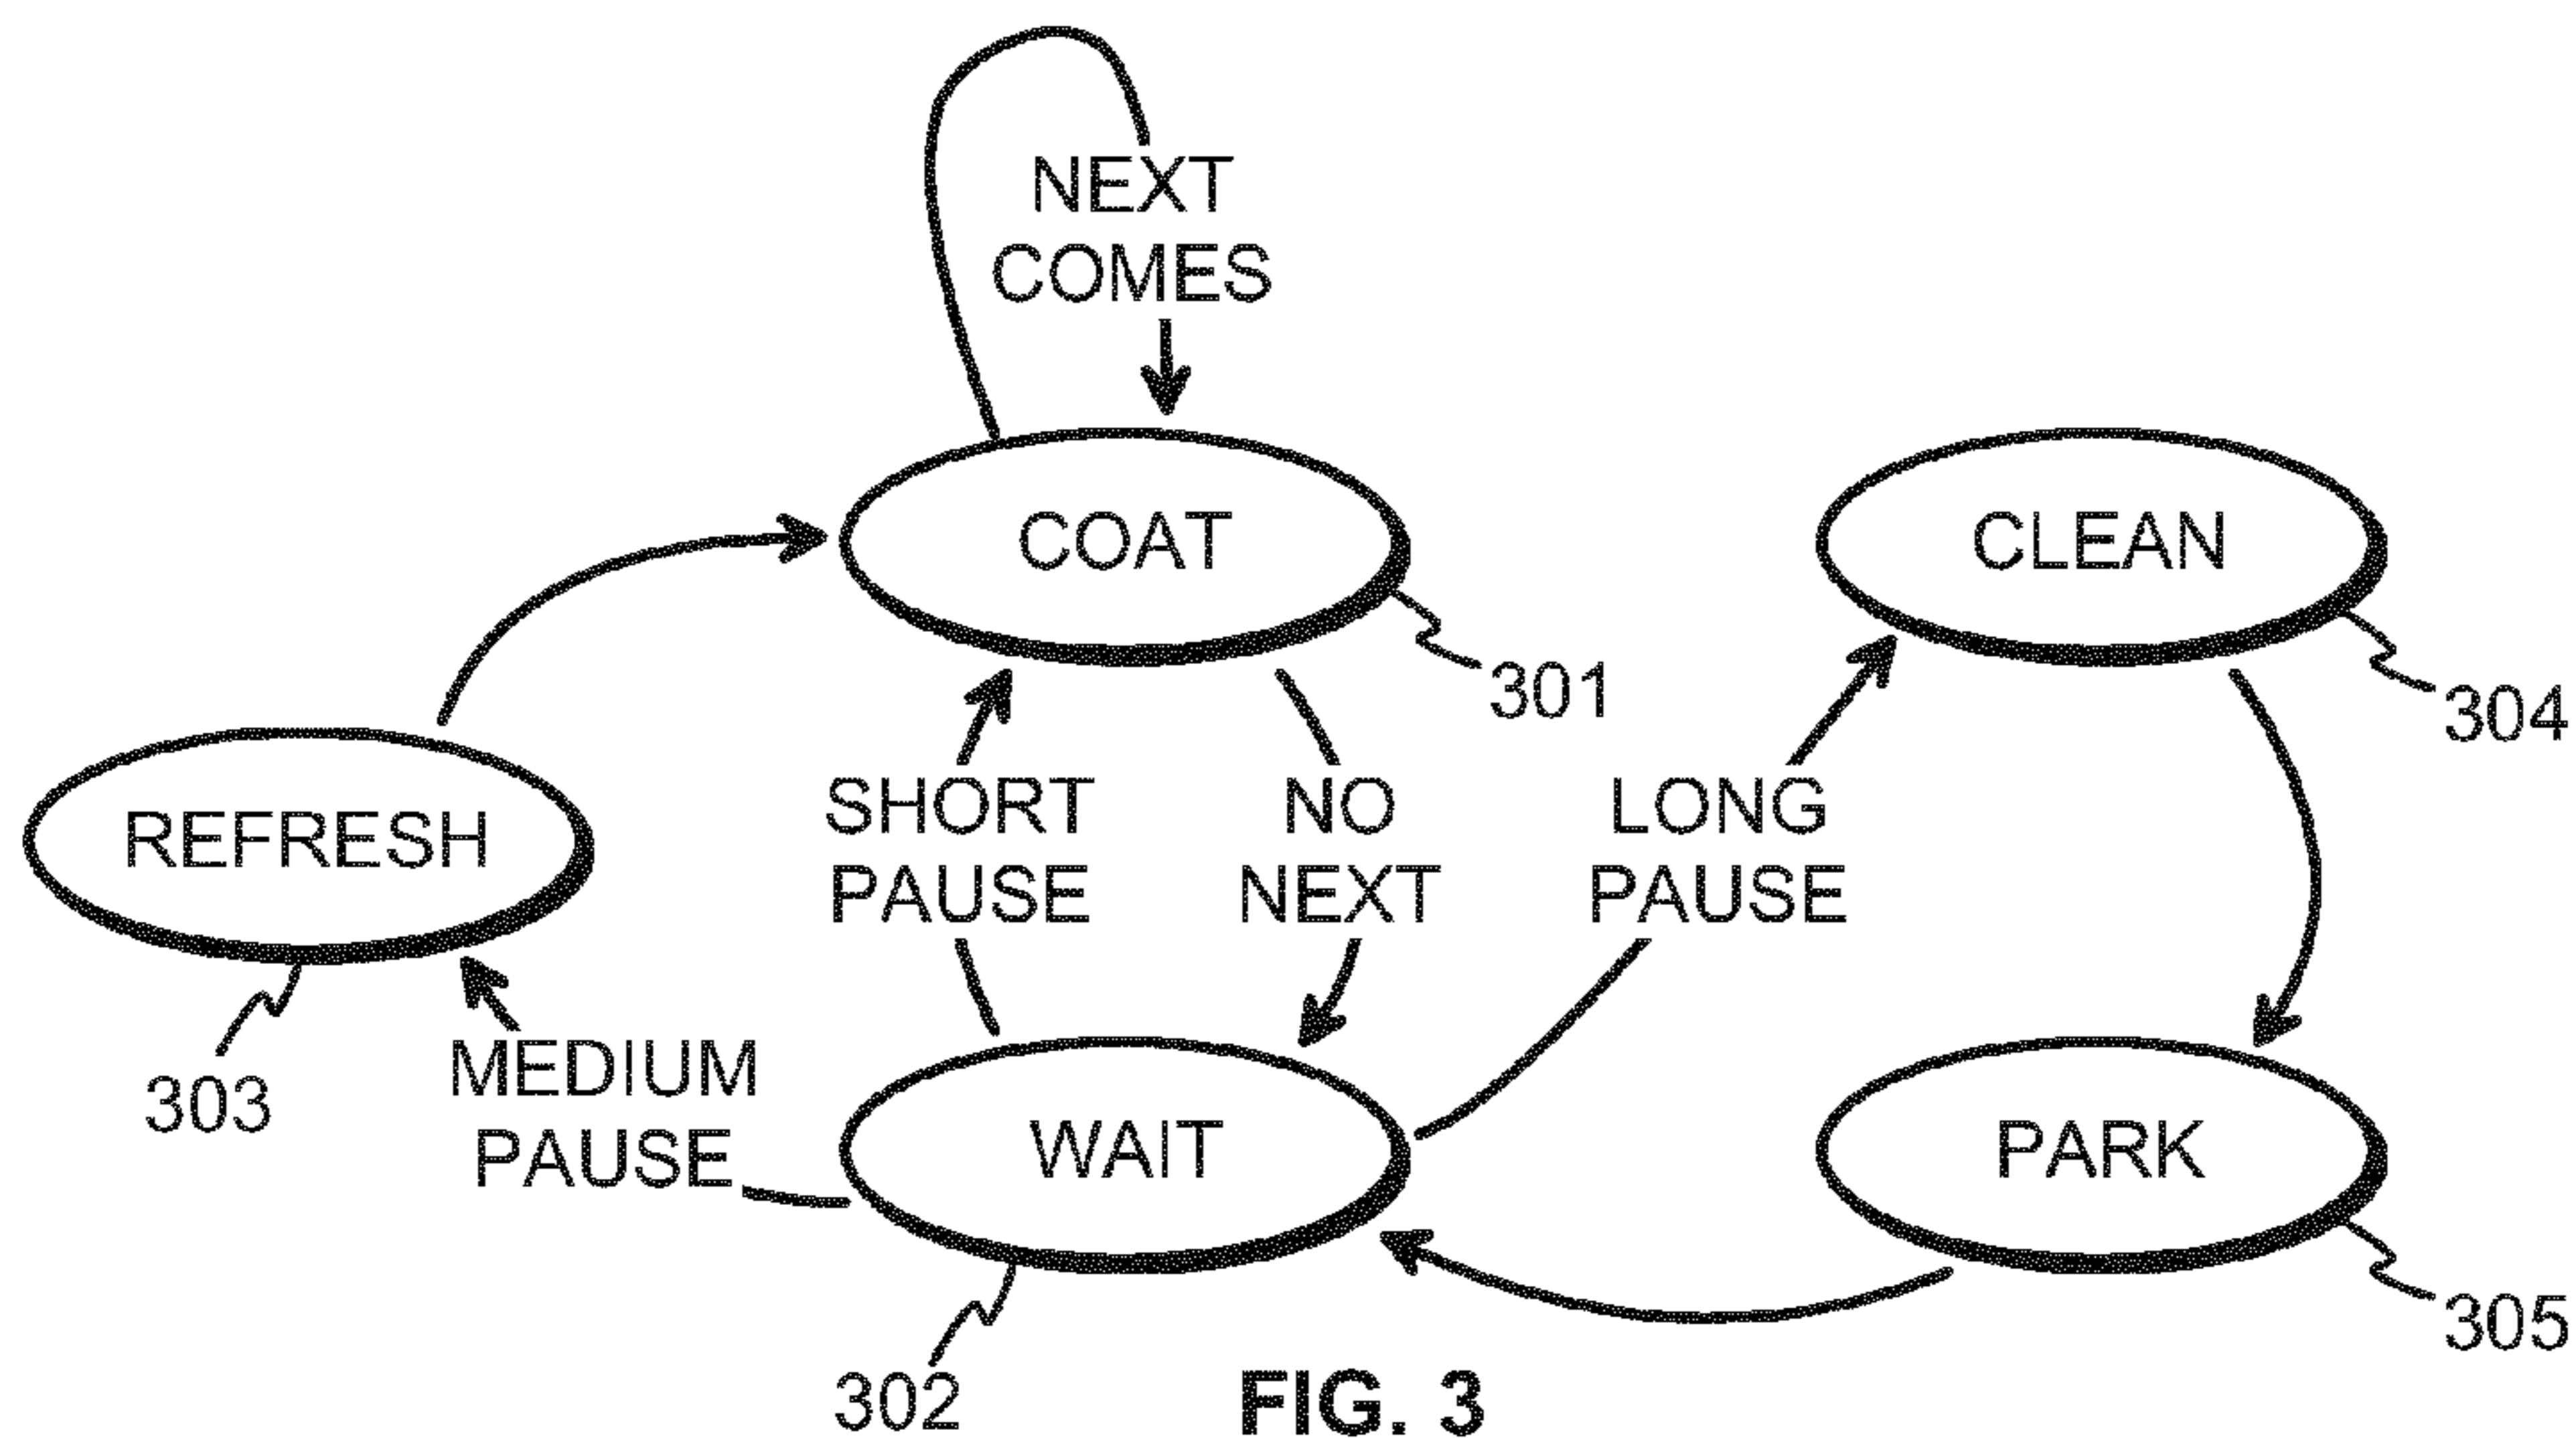 NEXT
COMES
COAT
301
CLEAN
304
REFRESH
303
SHORT
PAUSE
NO
NEXT
LONG
PAUSE
MEDIUM
PAUSE
WAIT
302
PARK
305
FIG. 3